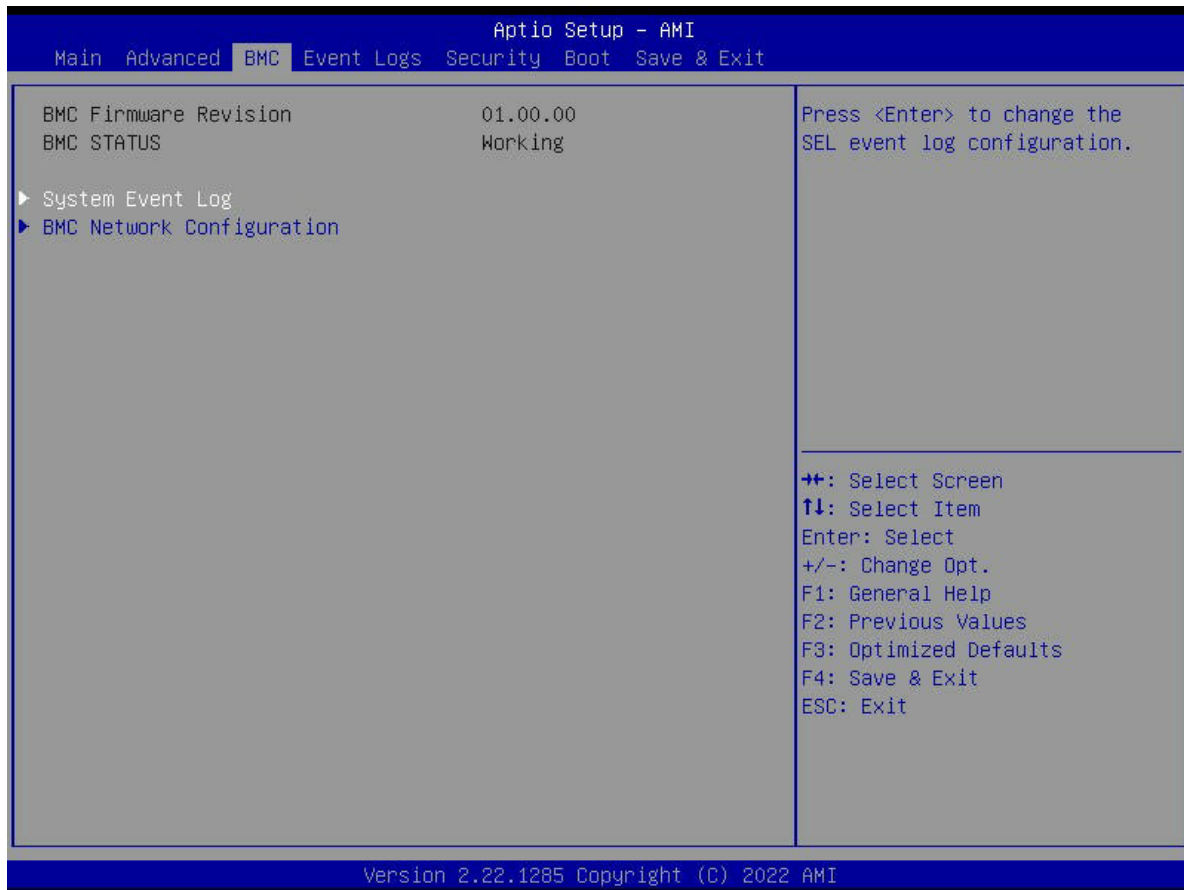 Aptio Setup – AMI
Main Advanced BMC Event Logs Security Boot Save & Exit
BMC Firmware Revision 01.00.00
BMC STATUS Working
▶ System Event Log
▶ BMC Network Configuration
Press <Enter> to change the
SEL event log configuration.
→←: Select Screen
↑↓: Select Item
Enter: Select
+/-: Change Opt.
F1: General Help
F2: Previous Values
F3: Optimized Defaults
F4: Save & Exit
ESC: Exit
Version 2.22.1285 Copyright (C) 2022 AMI